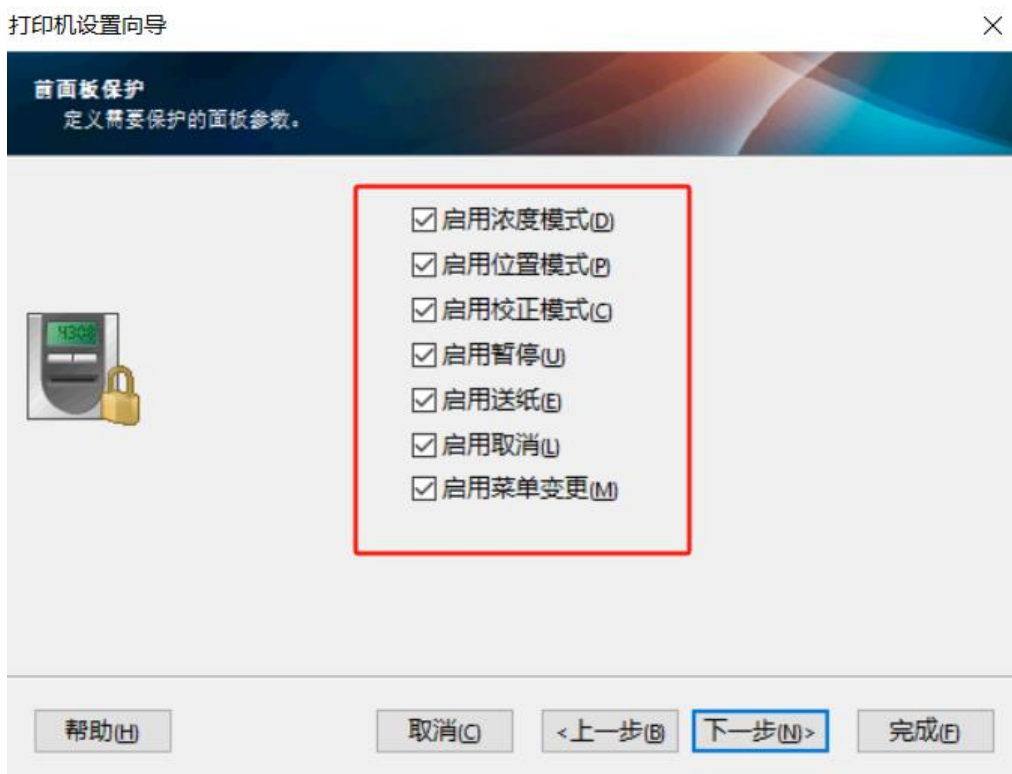 打印机设置向导
前面板保护
定义需要保护的面板参数。
启用浓度模式(D)
启用位置模式(P)
启用校正模式(C)
4308
启用暂停(U)
启用送纸(E)
启用取消(L)
启用菜单变更(M)
帮助(H) 取消(C) <上一步(B) 下一步(N)> 完成(F)